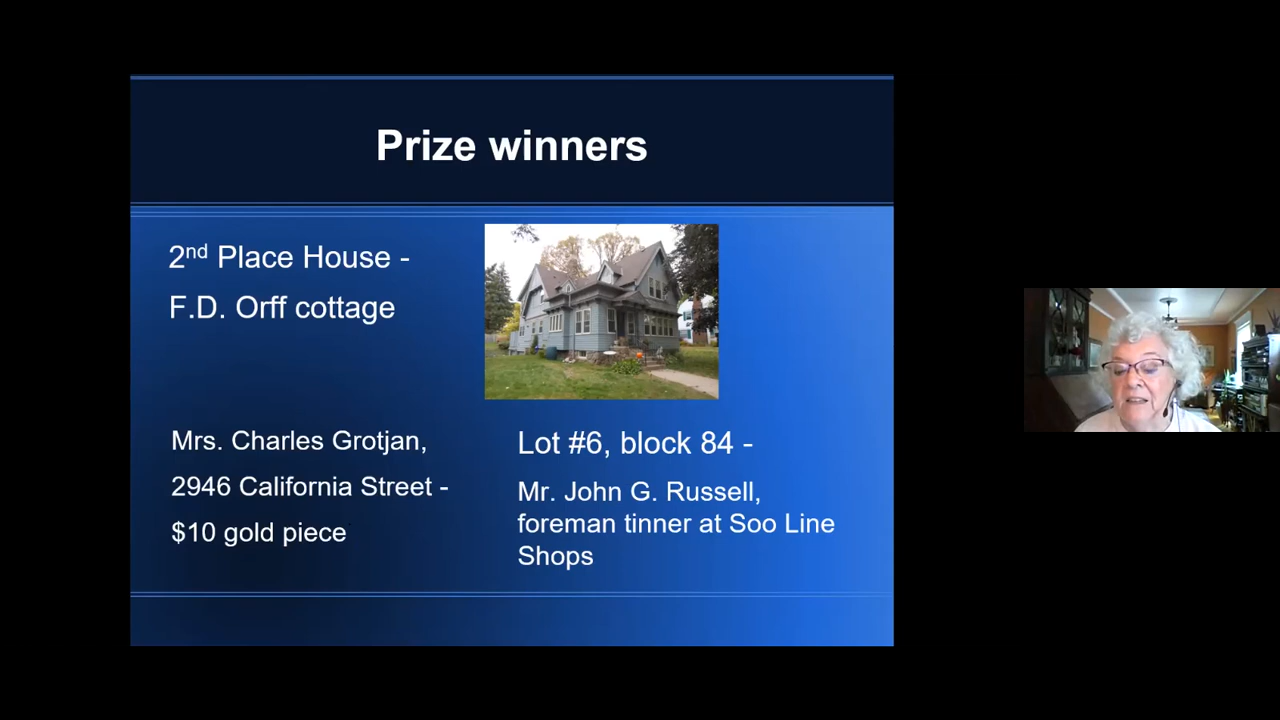 Prize winners
2nd Place House -
F.D. Orff cottage
Mrs. Charles Grotjan,
2946 California Street -
$10 gold piece
Lot #6, block 84 -
Mr. John G. Russell,
foreman tinner at Soo Line
Shops